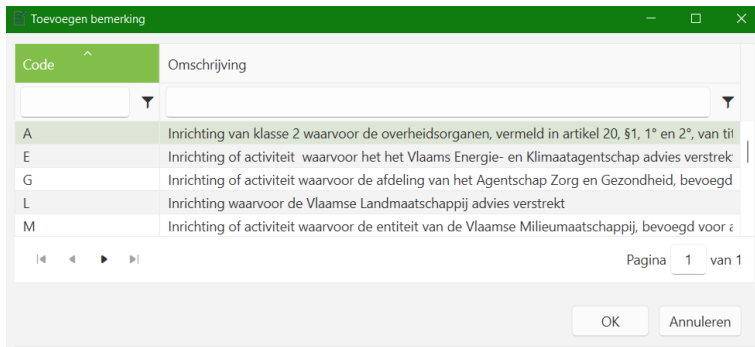 Toevoegen bemerking
Code Omschrijving
A Inrichting van klasse 2 waarvoor de overheidsorganen, vermeld in artikel 20, §1, 1° en 2°, van tit
E Inrichting of activiteit  waarvoor het het Vlaams Energie- en Klimaatagentschap advies verstrek
G Inrichting of activiteit waarvoor de afdeling van het Agentschap Zorg en Gezondheid, bevoegd
L Inrichting waarvoor de Vlaamse Landmaatschappij advies verstrekt
M Inrichting of activiteit waarvoor de entiteit van de Vlaamse Milieumaatschappij, bevoegd voor a
Pagina 1 van 1
OK Annuleren